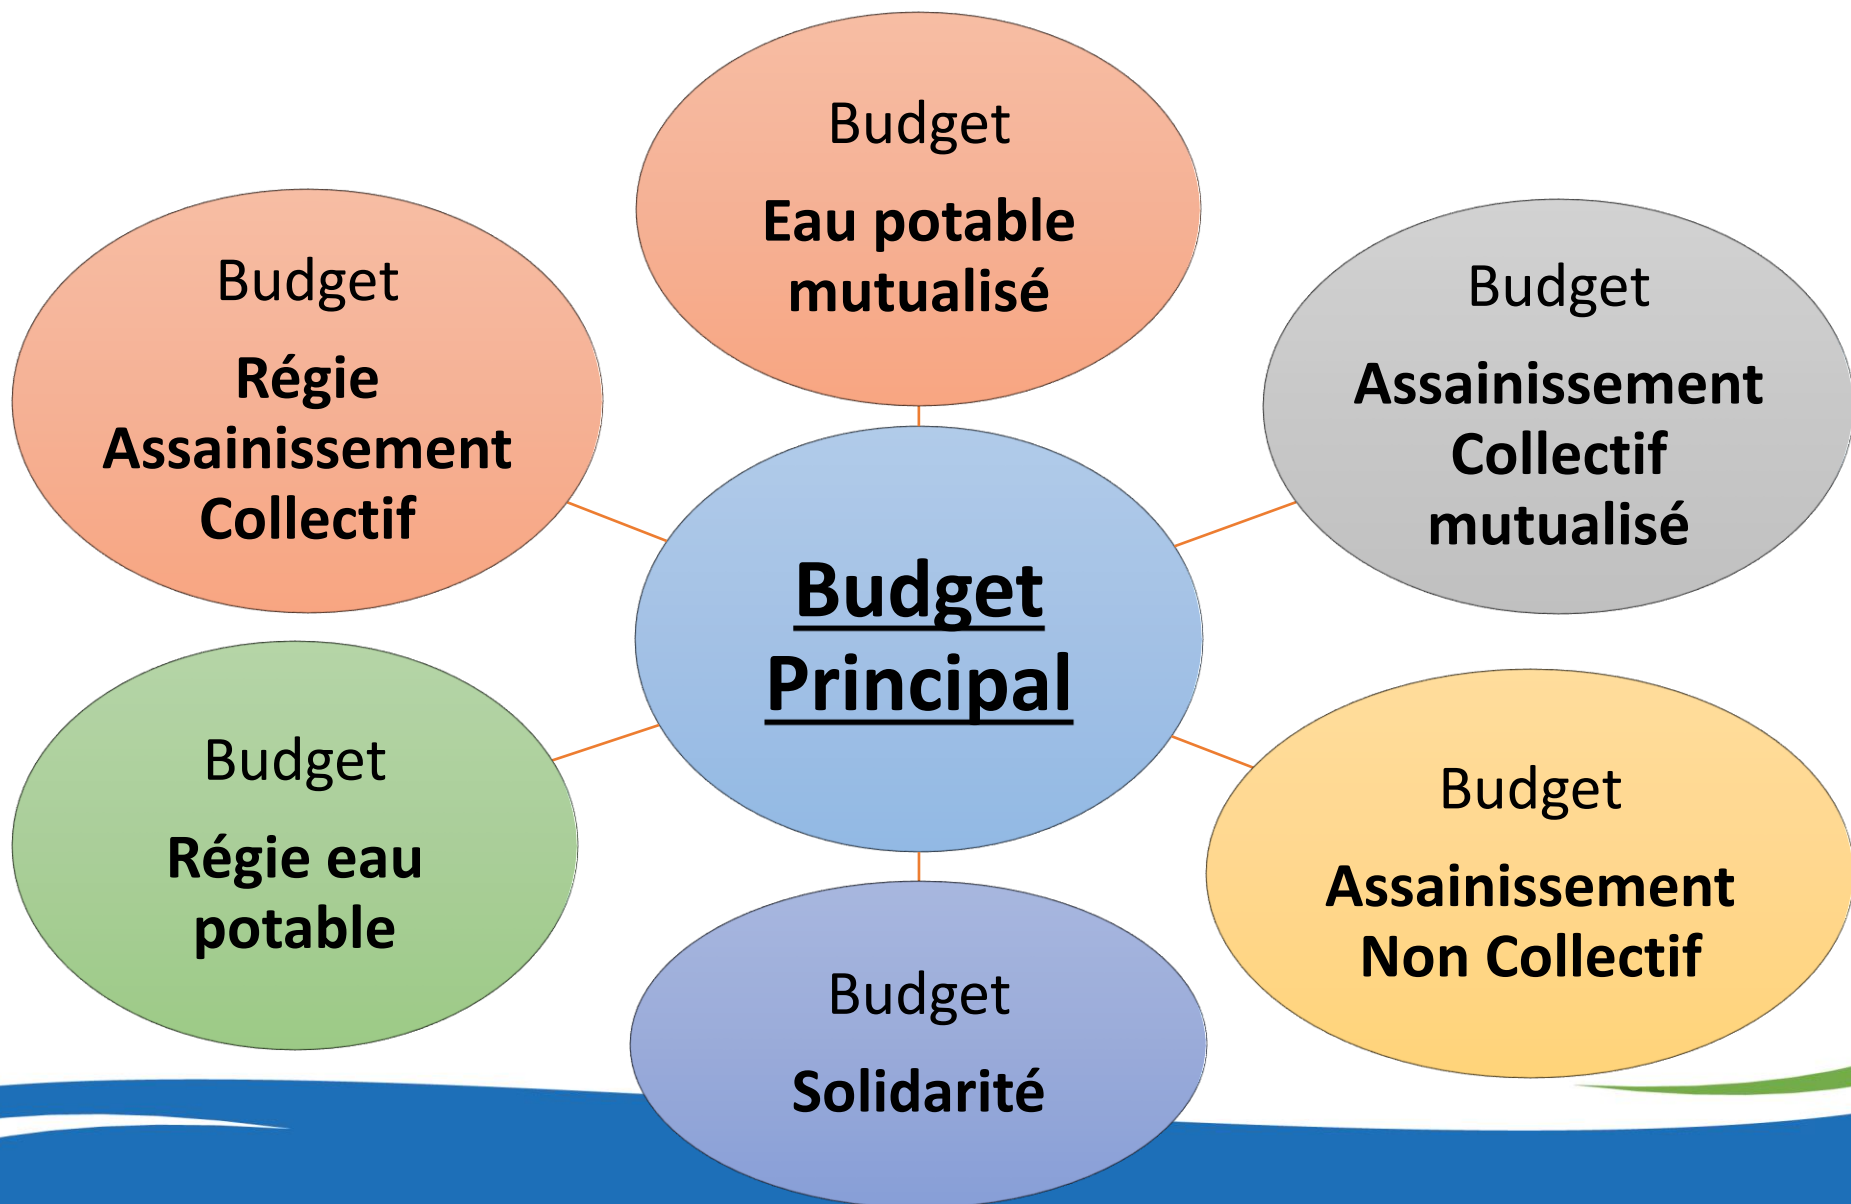 Budget
Eau potable
mutualisé
Budget
Régie
Assainissement
Collectif
Budget
Assainissement
Collectif
mutualisé
Budget
Principal
Budget
Régie eau
potable
Budget
Assainissement
Non Collectif
Budget
Solidarité